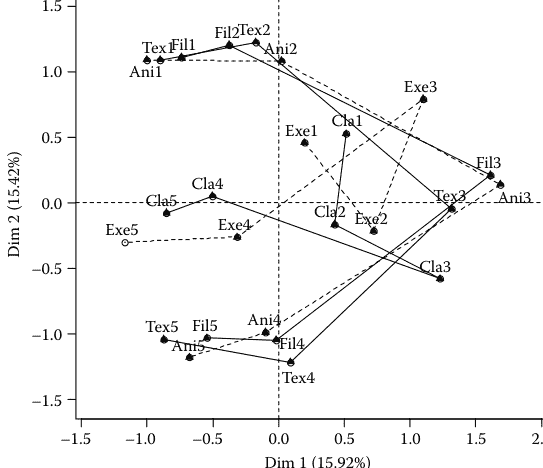 1.5
Fil2 Tex2
Tex1 Fil1
Ani2
Ani1
1.0
Exe3
Cla1
Exe1
0.5
Fil3
Cla4
Tex3 Ani3
Cla5
0.0
Cla2 Exe2
Exe5
Exe4
Dim 2 (15.42%)
−0.5
Cla3
Ani4
Tex5 Fil5
Ani5
Fil4
−1.0
Tex4
−1.5
−1.5 −1.0 −0.5 0.0 0.5 1.0 1.5 2.
Dim 1 (15.92%)